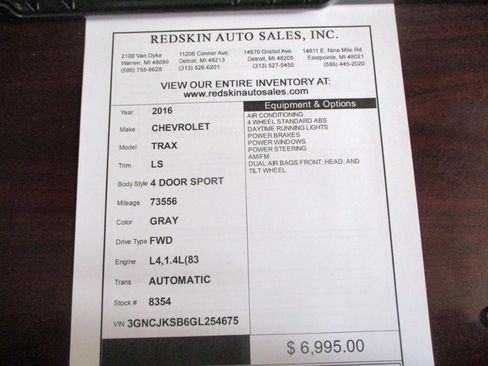 REDSKIN AUTO SALES, INC.
2100 Van Dyke 11206 Conner Ave. 14670 Gratiot Ave. 14811 E. Nine Mile Rd.
Warren, MI 48089 Detroit, MI 48213 Detroit, MI 48205 Eastpointe, MI 48021
(586) 755-9620 (313) 526-6201 (313) 527-5450 (586) 445-2020
VIEW OUR ENTIRE INVENTORY AT:
www.redskinautosales.com
Equipment & Options
Year 2016
Make CHEVROLET
Model TRAX
Trim LS
Body Style 4 DOOR SPORT
Mileage 73556
Color GRAY
Drive Type FWD
Engine L4,1.4L(83
Trans AUTOMATIC
Stock # 8354
VIN 3GNCJKSB6GL254675
AIR CONDITIONING
4 WHEEL STANDARD ABS
DAYTIME RUNNING LIGHTS
POWER BRAKES
POWER WINDOWS
POWER STEERING
AM/FM
DUAL AIR BAGS FRONT, HEAD, AND
TILT WHEEL
$ 6,995.00